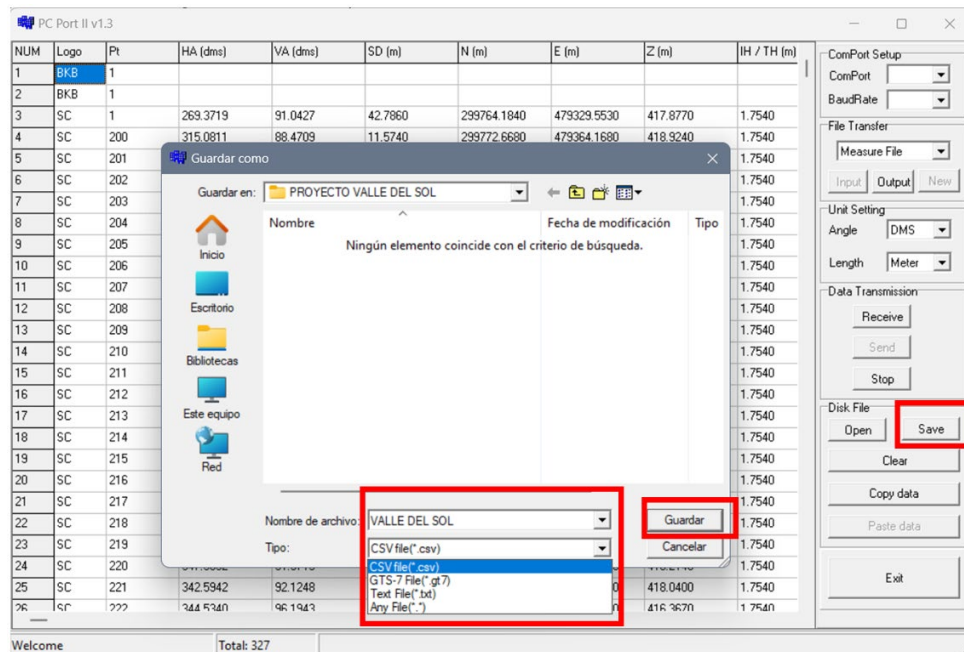 PC Port II v1.3
NUM Logo Pt HA (dms) VA (dms) SD (m) N (m) E (m) Z (m) IH / TH (m)
1 BKB 1
2 BKB 1
3 SC 1 269.3719 91.0427 42.7860 299764.1840 479329.5530 417.8770 1.7540
4 SC 200 315.0811 88.4709 11.5740 299772.6680 479364.1680 418.9240 1.7540
5 SC 201 1.7540
6 SC 202 1.7540
7 SC 203 1.7540
8 SC 204 1.7540
9 SC 205 1.7540
10 SC 206 1.7540
11 SC 207 1.7540
12 SC 208 1.7540
13 SC 209 1.7540
14 SC 210 1.7540
15 SC 211 1.7540
16 SC 212 1.7540
17 SC 213 1.7540
18 SC 214 1.7540
19 SC 215 1.7540
20 SC 216 1.7540
21 SC 217 1.7540
22 SC 218 1.7540
23 SC 219 1.7540
24 SC 220 1.7540
25 SC 221 342.5942 92.1248 418.0400 1.7540
26 SC 222 344.5340 96.1943 416.3670 1.7540
Guardar como
Guardar en: PROYECTO VALLE DEL SOL
Nombre Fecha de modificación Tipo
Ningún elemento coincide con el criterio de búsqueda.
Inicio
Escritorio
Bibliotecas
Este equipo
Red
Nombre de archivo: VALLE DEL SOL Guardar
Tipo: CSV file(*.csv) Cancelar
CSV file(*.csv)
GTS-7 File(*.gt7)
Text File(*.txt)
Any File(*.*)
ComPort Setup
ComPort
BaudRate
File Transfer
Measure File
Input Output New
Unit Setting
Angle DMS
Length Meter
Data Transmission
Receive
Send
Stop
Disk File
Open Save
Clear
Copy data
Paste data
Exit
Welcome Total: 327